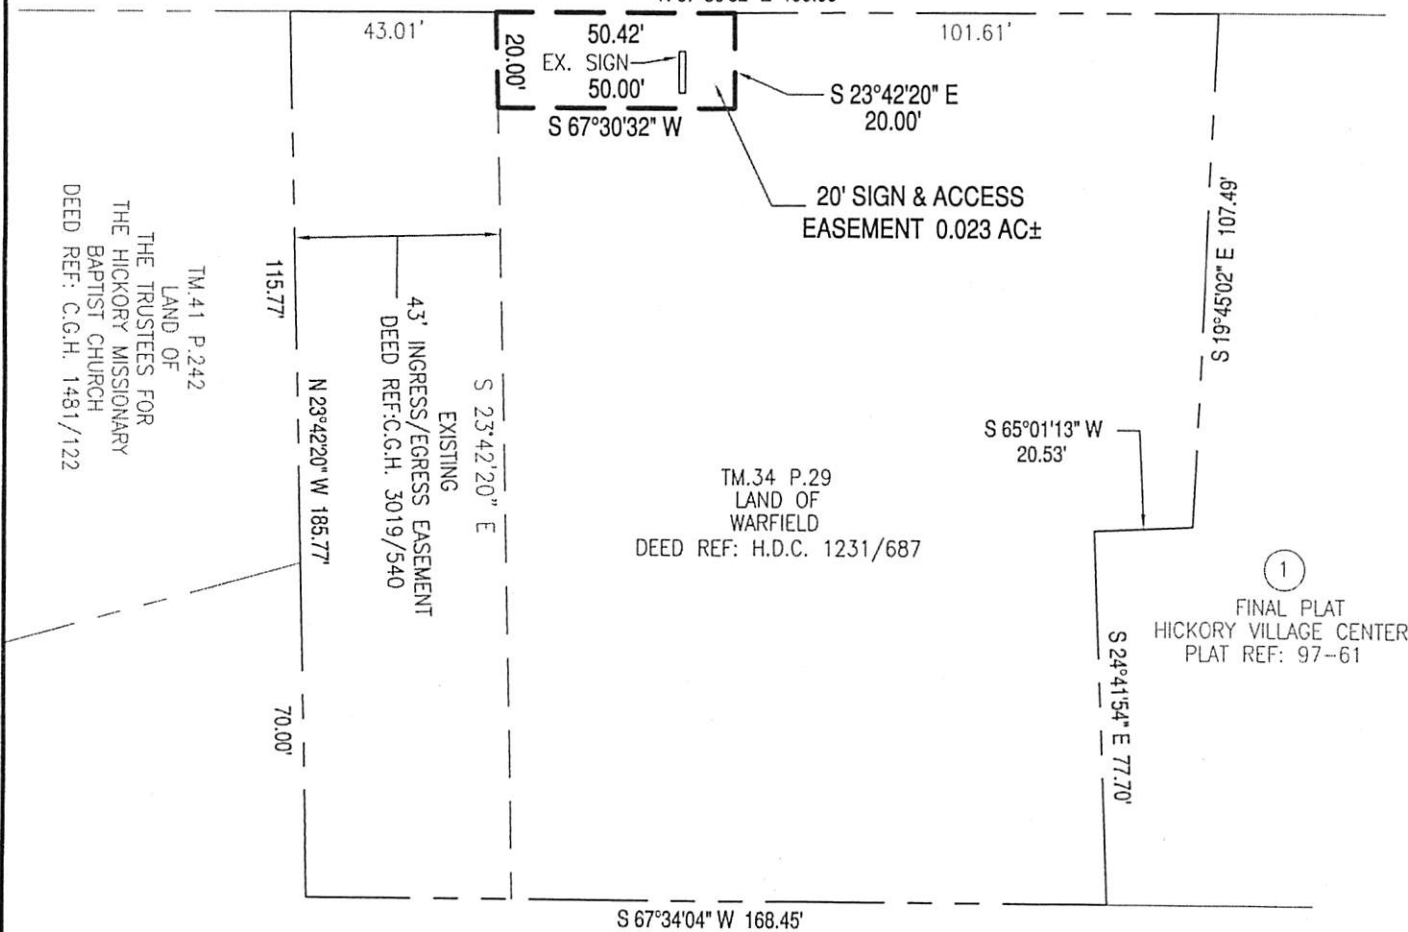 43.01'
50.42'
101.61'
20.00'
EX. SIGN
50.00'
S 67°30'32" W
S 23°42'20" E
20.00'
20' SIGN & ACCESS
EASEMENT 0.023 AC±
S 19°45'02" E 107.49'
TM.41 P.242
LAND OF
THE TRUSTEES FOR
THE HICKORY MISSIONARY
BAPTIST CHURCH
DEED REF: C.G.H. 1481/122
115.77'
N 23°42'20" W 185.77'
S 23°42'20" E
EXISTING
43' INGRESS/EGRESS EASEMENT
DEED REF:C.G.H. 3019/540
S 65°01'13" W
20.53'
TM.34 P.29
LAND OF
WARFIELD
DEED REF: H.D.C. 1231/687
1
FINAL PLAT
HICKORY VILLAGE CENTER
PLAT REF: 97-61
S 24°41'54" E 77.70'
70.00'
S 67°34'04" W 168.45'